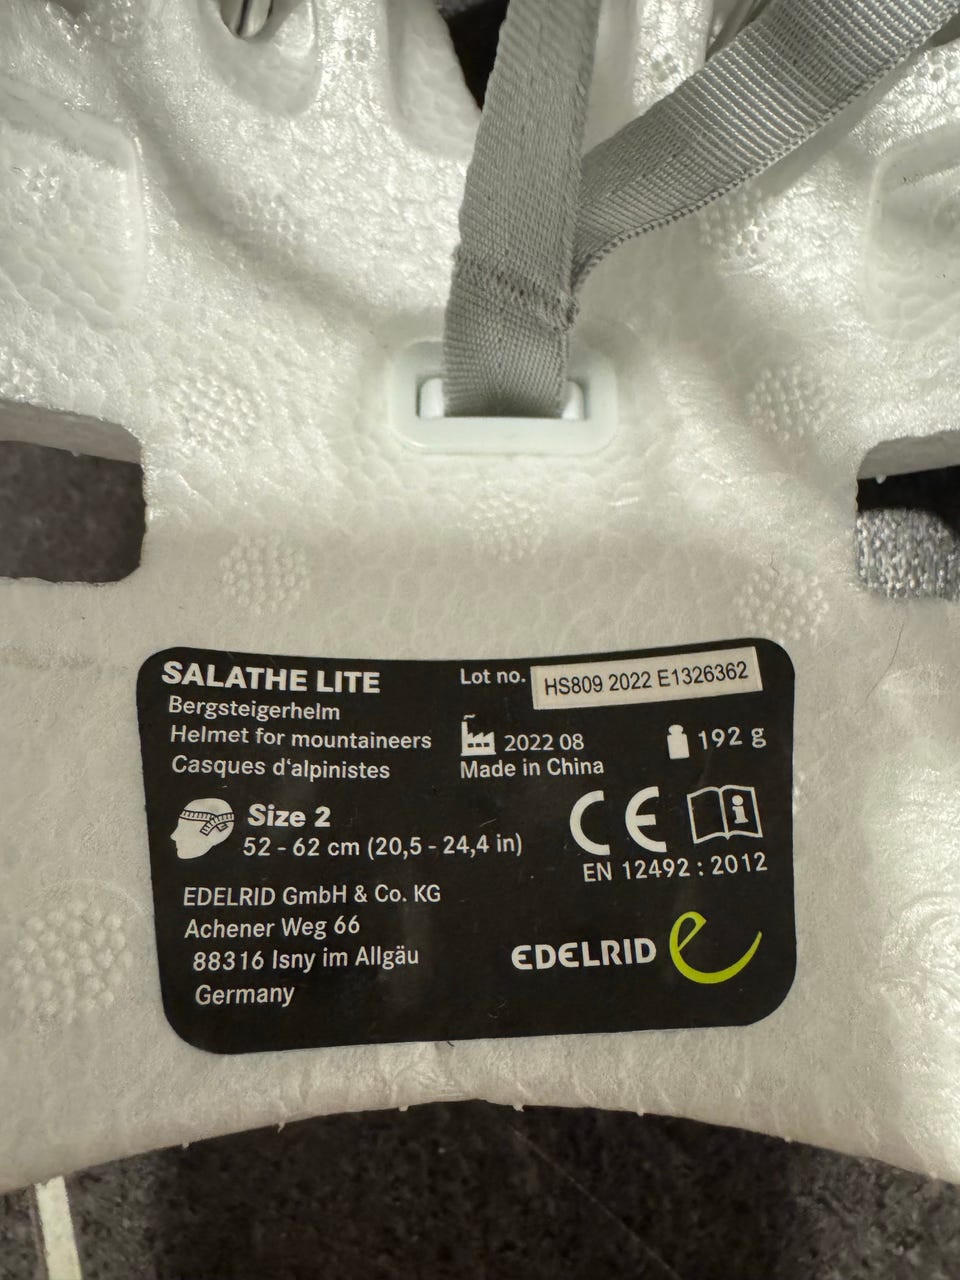 SALATHE LITE
Bergsteigerhelm
Helmet for mountaineers
Casques d'alpinistes
Lot no. HS809 2022 E1326362
2022 08
Made in China
192 g
Size 2
52 - 62 cm (20,5 - 24,4 in)
CE
EN 12492 : 2012
EDELRID GmbH & Co. KG
Achener Weg 66
88316 Isny im Allgäu
Germany
EDELRID e